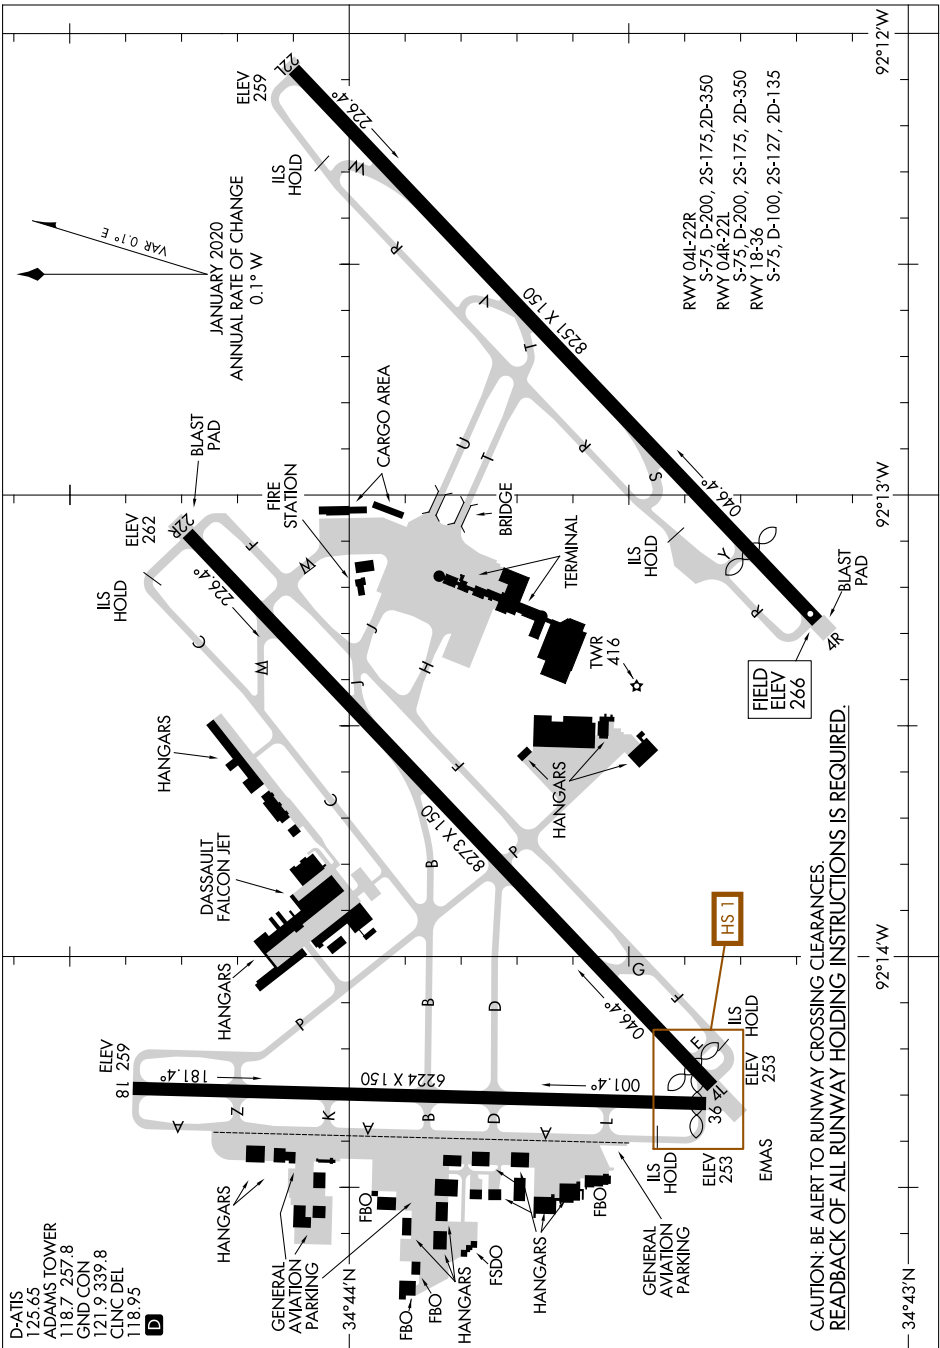 D-ATIS
125.65
ADAMS TOWER
118.7 257.8
GND CON
121.9 339.8
CLNC DEL
118.95
D
JANUARY 2020
ANNUAL RATE OF CHANGE
0.1° W
VAR 0.1° E
92°12'W
92°13'W
92°14'W
34°44'N
34°43'N
RWY 04L-22R
S-75, D-200, 2S-175,2D-350
RWY 04R-22L
S-75, D-200, 2S-175, 2D-350
RWY 18-36
S-75, D-100, 2S-127, 2D-135
ELEV
259
22L
226.4°
ILS
HOLD
W
R
V
T
8251 X 150
R
S
046.4°
ILS
HOLD
Y
R
4R
BLAST
PAD
FIELD
ELEV
266
BLAST
PAD
ELEV
262
22R
226.4°
ILS
HOLD
F
W
FIRE
STATION
CARGO AREA
U
T
BRIDGE
TERMINAL
TWR
416
J
J
H
C
W
HANGARS
C
F
HANGARS
8273 X 150
P
B
DASSAULT
FALCON JET
HANGARS
P
B
D
G
F
046.4°
HS 1
E
ILS
HOLD
ELEV
253
4L
36
ELEV
259
18
181.4°
6224 X 150
001.4°
A
Z
K
A
B
D
A
L
ILS
HOLD
ELEV
253
EMAS
HANGARS
GENERAL
AVIATION
PARKING
FBO
FBO
FBO
HANGARS
FSDO
HANGARS
FBO
GENERAL
AVIATION
PARKING
CAUTION: BE ALERT TO RUNWAY CROSSING CLEARANCES.
READBACK OF ALL RUNWAY HOLDING INSTRUCTIONS IS REQUIRED.